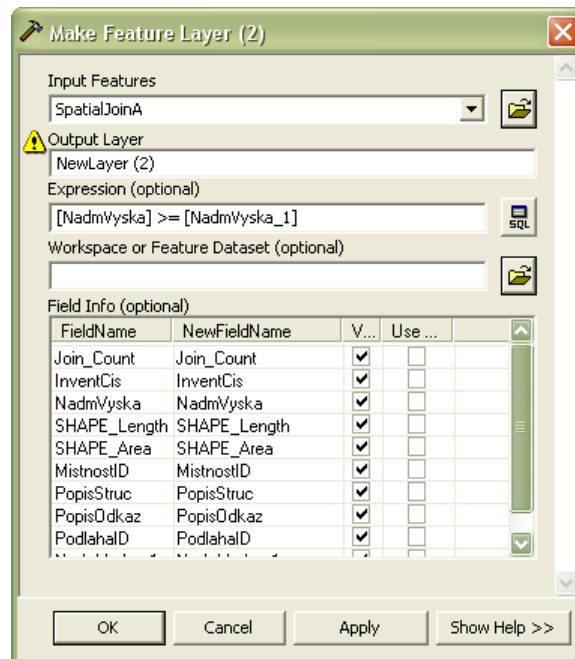 Make Feature Layer (2)
Input Features
SpatialJoinA
Output Layer
NewLayer (2)
Expression (optional)
[NadmVyska] >= [NadmVyska_1]
SQL
Workspace or Feature Dataset (optional)
Field Info (optional)
FieldName NewFieldName V... Use ...
Join_Count Join_Count
InventCis InventCis
NadmVyska NadmVyska
SHAPE_Length SHAPE_Length
SHAPE_Area SHAPE_Area
MistnostID MistnostID
PopisStruc PopisStruc
PopisOdkaz PopisOdkaz
PodlahaID PodlahaID
OK Cancel Apply Show Help >>